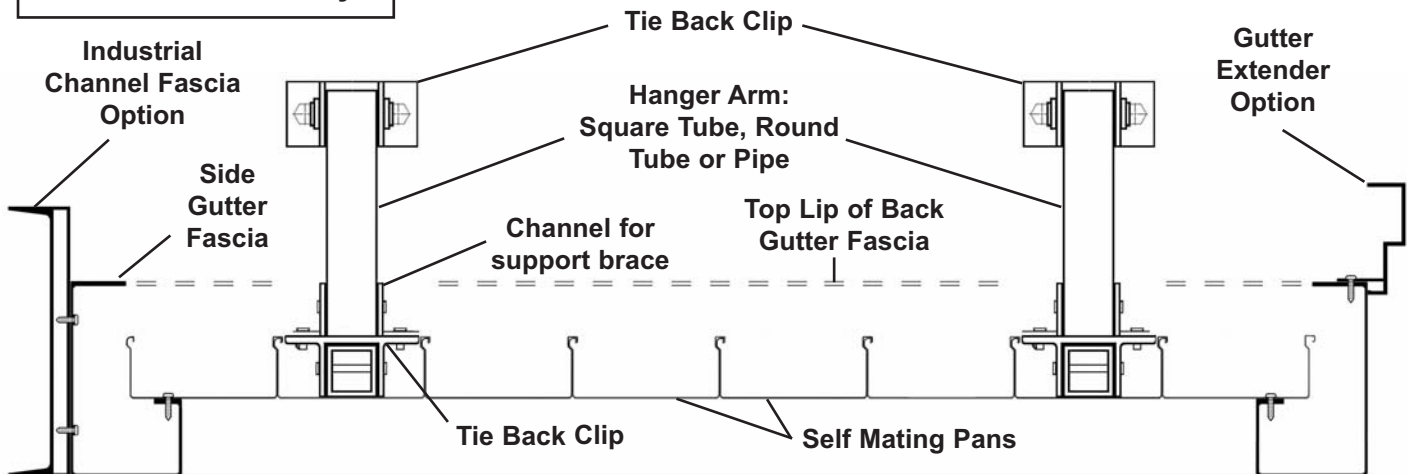 Tie Back Clip
Industrial
Channel Fascia
Option
Gutter
Extender
Option
Hanger Arm:
Square Tube, Round
Tube or Pipe
Side
Gutter
Fascia
Channel for
support brace
Top Lip of Back
Gutter Fascia
Tie Back Clip
Self Mating Pans